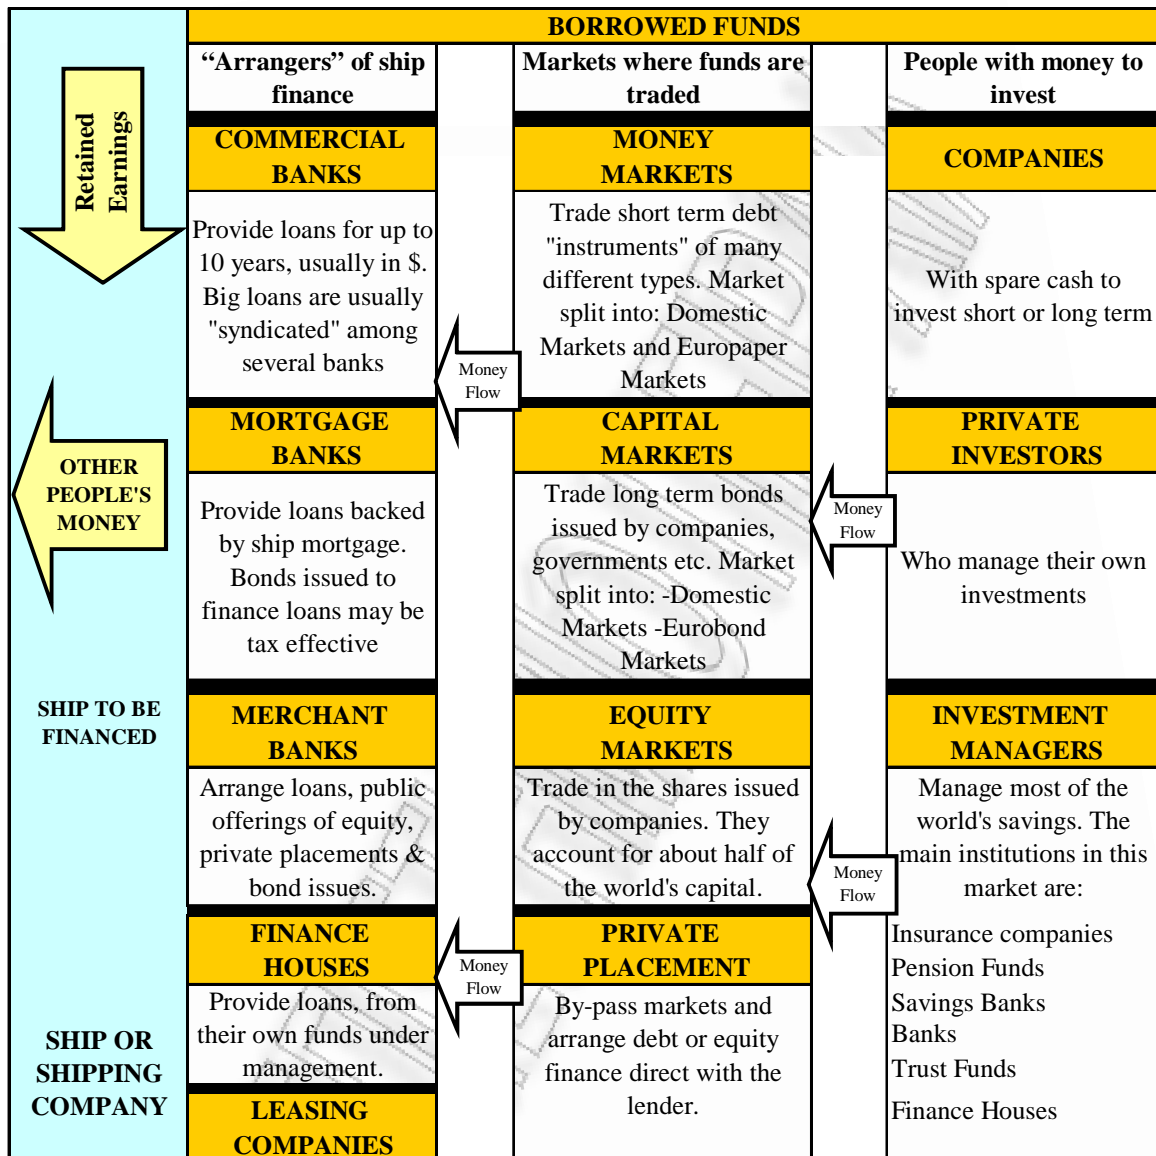 BORROWED FUNDS
“Arrangers” of ship
finance
Markets where funds are
traded
People with money to
invest
Retained
Earnings
COMMERCIAL
BANKS
MONEY
MARKETS
COMPANIES
Provide loans for up to
10 years, usually in $.
Big loans are usually
"syndicated" among
several banks
Money
Flow
Trade short term debt
"instruments" of many
different types. Market
split into: Domestic
Markets and Europaper
Markets
With spare cash to
invest short or long term
OTHER
PEOPLE'S
MONEY
MORTGAGE
BANKS
CAPITAL
MARKETS
PRIVATE
INVESTORS
Provide loans backed
by ship mortgage.
Bonds issued to
finance loans may be
tax effective
Trade long term bonds
issued by companies,
governments etc. Market
split into: -Domestic
Markets -Eurobond
Markets
Money
Flow
Who manage their own
investments
SHIP TO BE
FINANCED
MERCHANT
BANKS
EQUITY
MARKETS
INVESTMENT
MANAGERS
Arrange loans, public
offerings of equity,
private placements &
bond issues.
Trade in the shares issued
by companies. They
account for about half of
the world's capital.
Money
Flow
Manage most of the
world's savings. The
main institutions in this
market are:
Insurance companies
Pension Funds
Savings Banks
Banks
Trust Funds
Finance Houses
FINANCE
HOUSES
Money
Flow
PRIVATE
PLACEMENT
Provide loans, from
their own funds under
management.
By-pass markets and
arrange debt or equity
finance direct with the
lender.
SHIP OR
SHIPPING
COMPANY
LEASING
COMPANIES